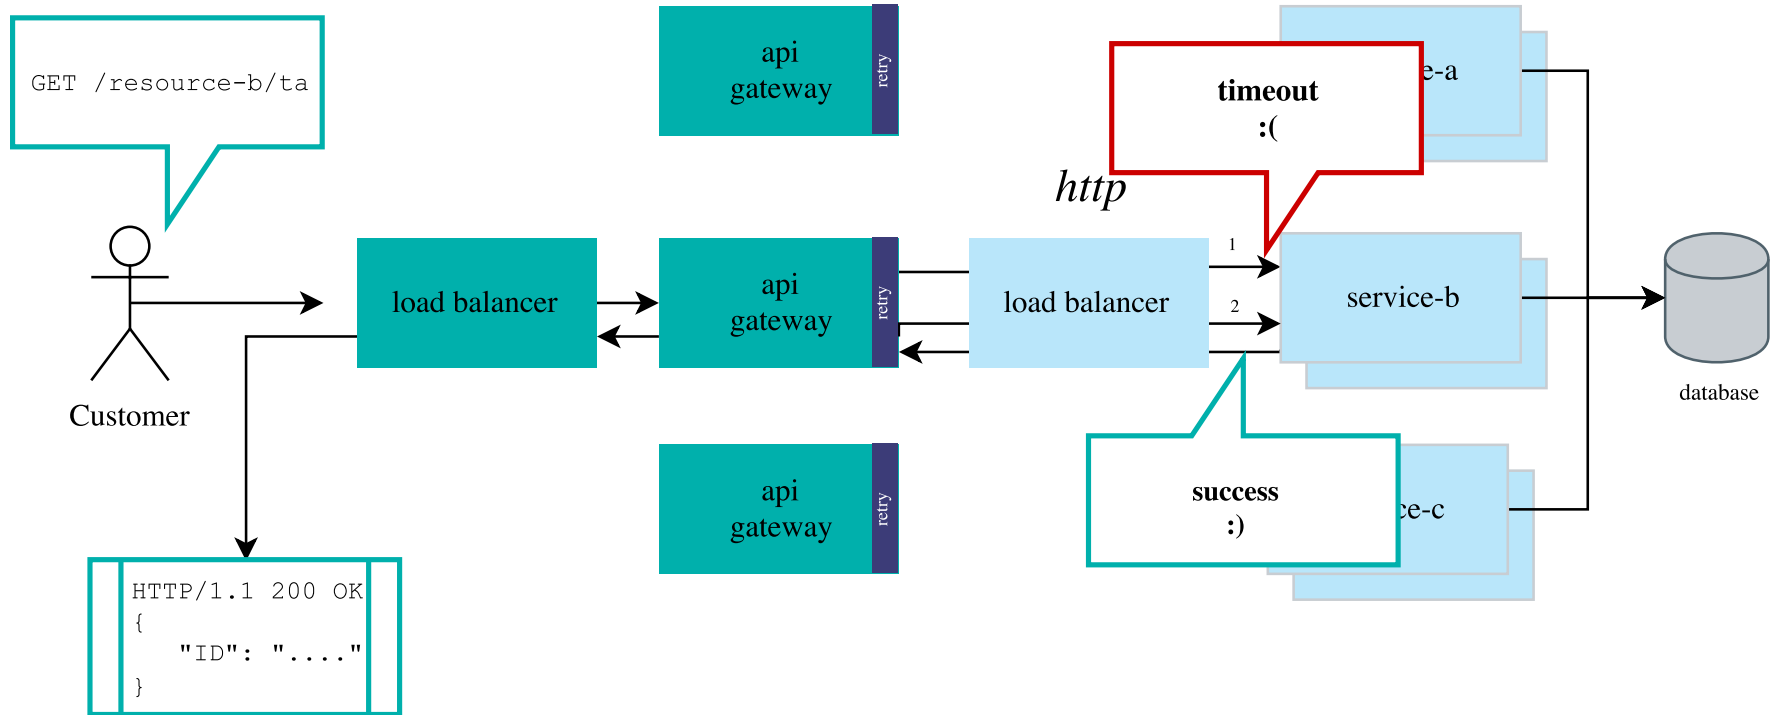 GET /resource-b/ta
Customer
load balancer
api
gateway
retry
api
gateway
retry
api
gateway
retry
http
load balancer
1
2
timeout
:(
e-a
service-b
success
:)
ce-c
database
HTTP/1.1 200 OK
{
"ID": "...."
}